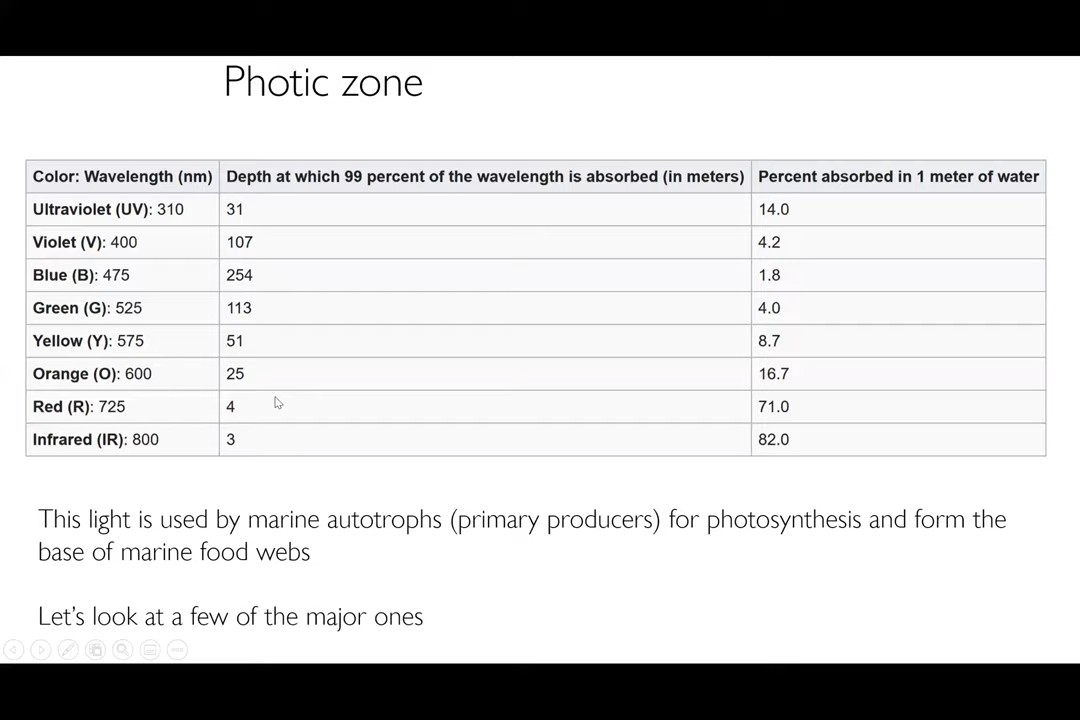 Photic zone
Color: Wavelength (nm) Depth at which 99 percent of the wavelength is absorbed (in meters) Percent absorbed in 1 meter of water
Ultraviolet (UV): 310 31 14.0
Violet (V): 400 107 4.2
Blue (B): 475 254 1.8
Green (G): 525 113 4.0
Yellow (Y): 575 51 8.7
Orange (O): 600 25 16.7
Red (R): 725 4 71.0
Infrared (IR): 800 3 82.0
This light is used by marine autotrophs (primary producers) for photosynthesis and form the
base of marine food webs
Let’s look at a few of the major ones